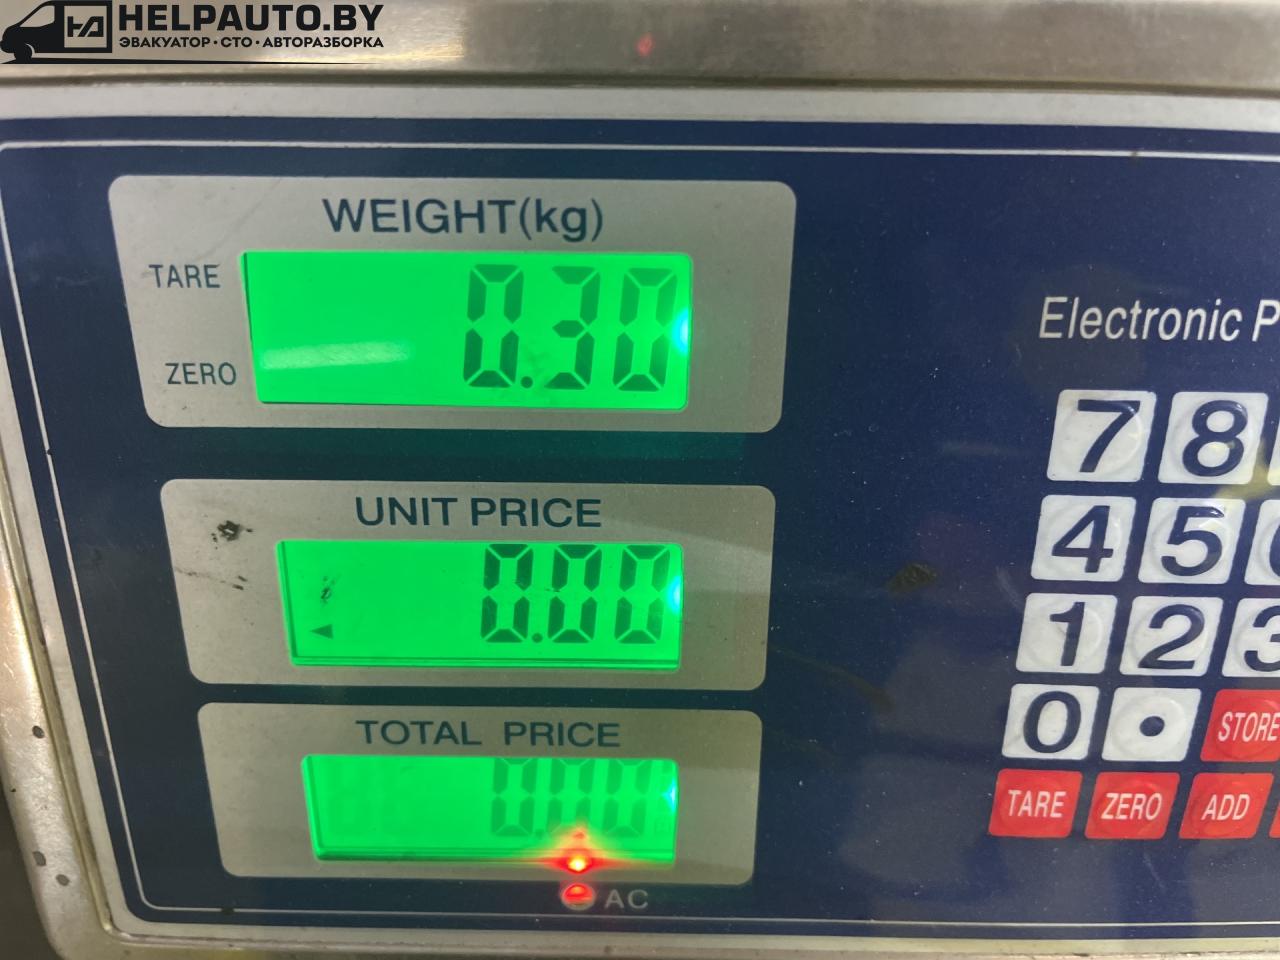 HELPAUTO.BY
ЭВАКУАТОР · СТО · АВТОРАЗБОРКА
WEIGHT(kg)
TARE
0.30
ZERO
UNIT PRICE
0.00
TOTAL PRICE
0.00
AC
Electronic P
7 8
4 5
1 2 3
0 • STORE
TARE ZERO ADD